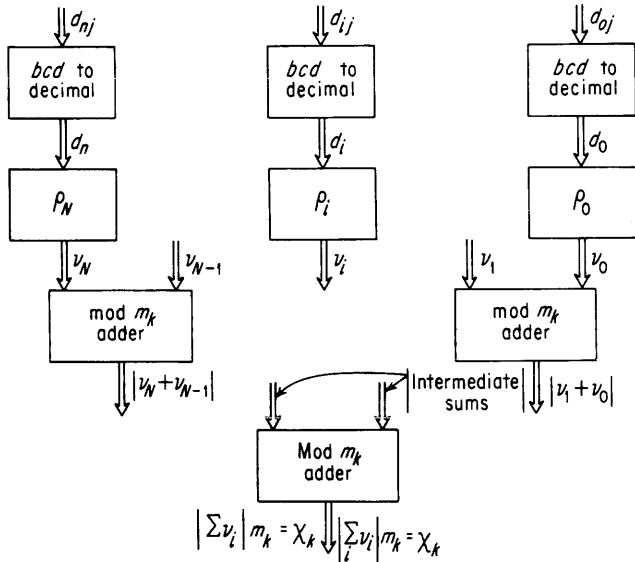 d_nj d_ij d_oj
bcd to decimal bcd to decimal bcd to decimal
d_n d_i d_0
ρ_N ρ_i ρ_0
ν_N ν_N−1 ν_i ν_1 ν_0
mod m_k adder mod m_k adder
|ν_N + ν_N−1| Intermediate sums |ν_1 + ν_0|
Mod m_k adder
|Σν_i| m_k = χ_k |Σ_i ν_i| m_k = χ_k